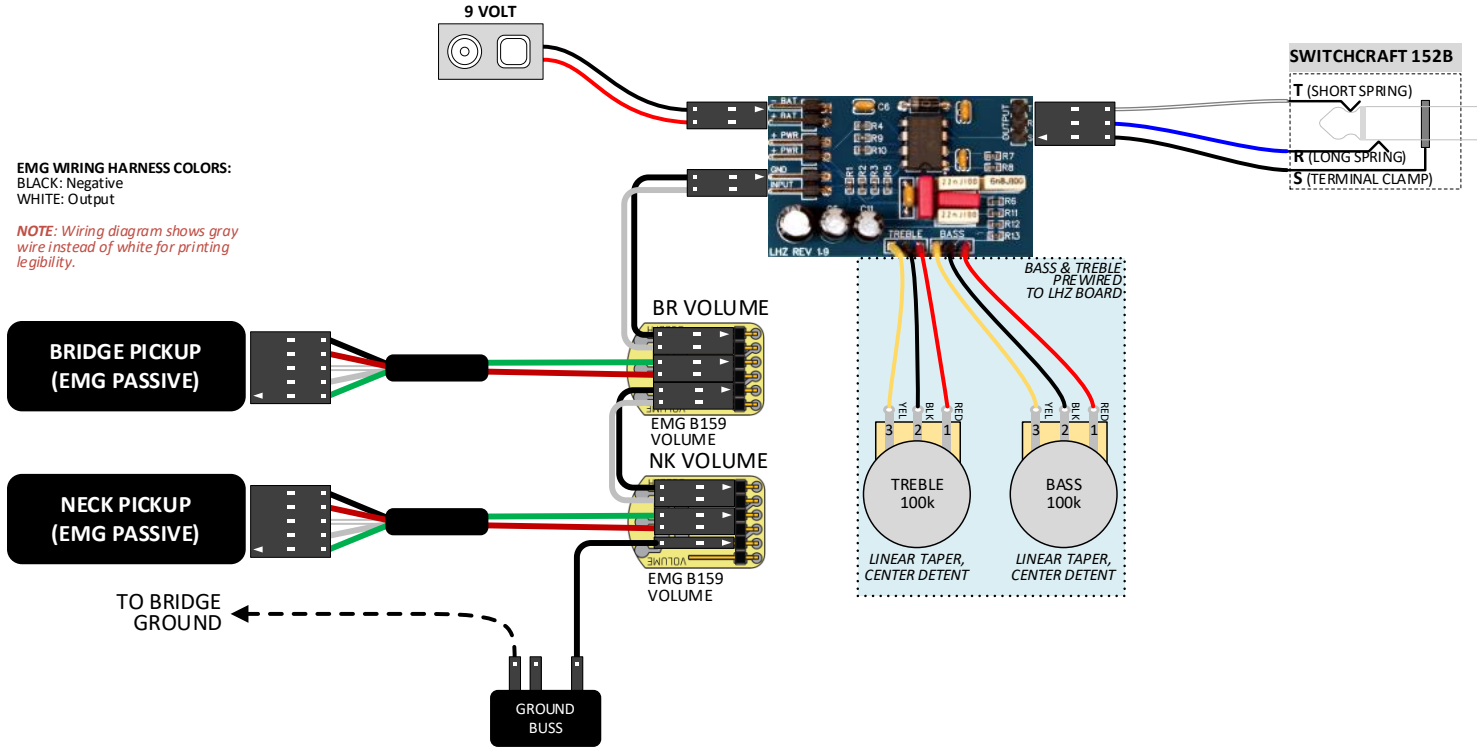 9 VOLT
SWITCHCRAFT 152B
T (SHORT SPRING)
R (LONG SPRING)
S (TERMINAL CLAMP)
- BAT
+ BAT
+ PWR
+ PWR
GND
INPUT
C6
R4
R9
R10
R1
R2
R3
R5
R7
R8
OUTPUT
T
R
S
22nJ100
6n8J100
22nJ100
R6
R11
R12
R13
C11
TREBLE
BASS
LHZ REV 1.9
EMG WIRING HARNESS COLORS:
BLACK: Negative
WHITE: Output
NOTE: Wiring diagram shows gray
wire instead of white for printing
legibility.
BASS & TREBLE
PREWIRED
TO LHZ BOARD
BR VOLUME
BRIDGE PICKUP
(EMG PASSIVE)
EMG B159
VOLUME
NK VOLUME
NECK PICKUP
(EMG PASSIVE)
VOLUME
EMG B159
VOLUME
YEL
BLK
RED
3
2
1
TREBLE
100k
LINEAR TAPER,
CENTER DETENT
YEL
BLK
RED
3
2
1
BASS
100k
LINEAR TAPER,
CENTER DETENT
TO BRIDGE
GROUND
GROUND
BUSS